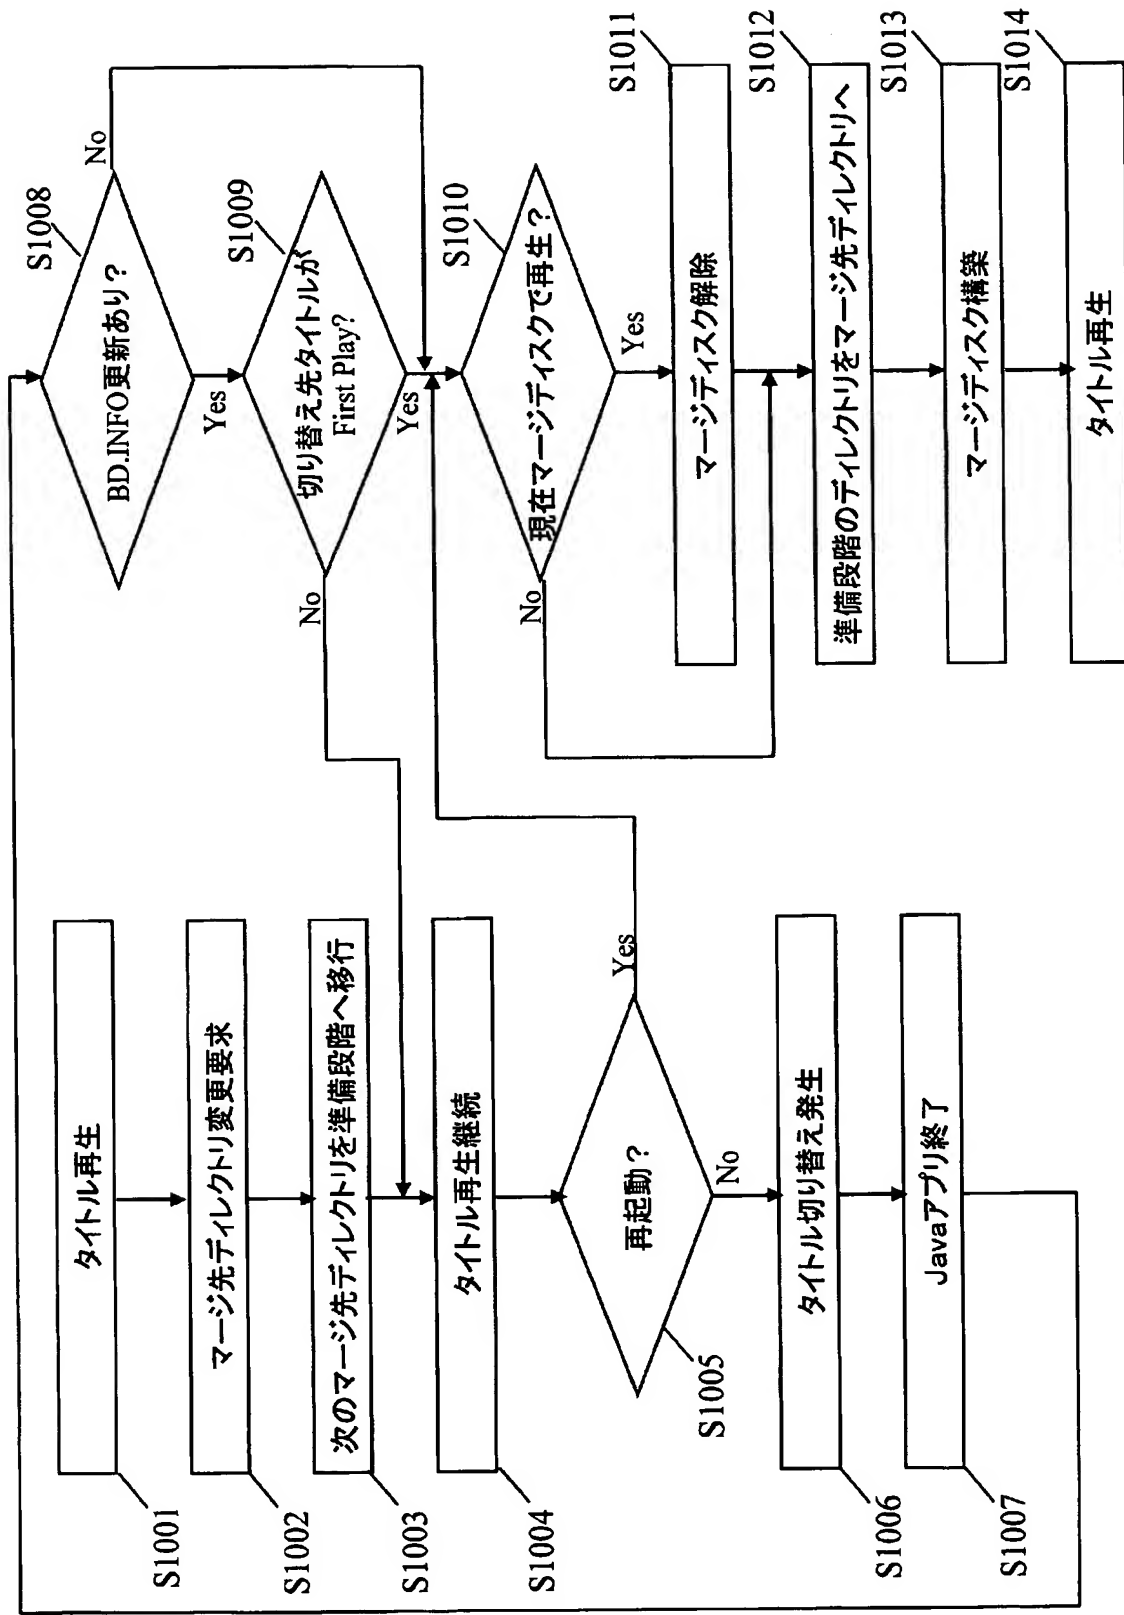 タイトル再生
S1001
マージ先ディレクトリ変更要求
S1002
次のマージ先ディレクトリを準備段階へ移行
S1003
タイトル再生継続
S1004
再起動？
S1005
Yes
No
タイトル切り替え発生
S1006
Javaアプリ終了
S1007
BD.INFO更新あり？
S1008
No
Yes
切り替え先タイトルが
First Play?
S1009
No
Yes
現在マージディスクで再生？
S1010
No
Yes
マージディスク解除
S1011
準備段階のディレクトリをマージ先ディレクトリへ
S1012
マージディスク構築
S1013
タイトル再生
S1014